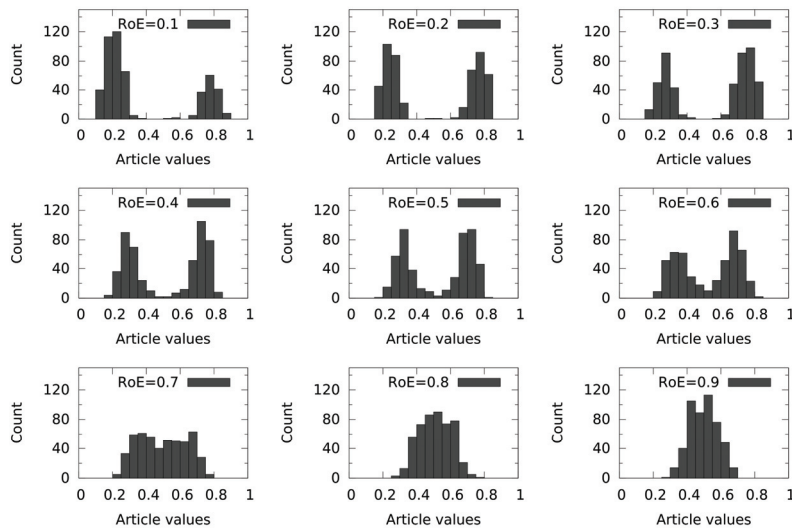 RoE=0.1 RoE=0.2 RoE=0.3
120 120 120
80 80 80
40 40 40
0 0 0
Count Count Count
0 0.2 0.4 0.6 0.8 1 0 0.2 0.4 0.6 0.8 1 0 0.2 0.4 0.6 0.8 1
Article values Article values Article values
RoE=0.4 RoE=0.5 RoE=0.6
120 120 120
80 80 80
40 40 40
0 0 0
Count Count Count
0 0.2 0.4 0.6 0.8 1 0 0.2 0.4 0.6 0.8 1 0 0.2 0.4 0.6 0.8 1
Article values Article values Article values
RoE=0.7 RoE=0.8 RoE=0.9
120 120 120
80 80 80
40 40 40
0 0 0
Count Count Count
0 0.2 0.4 0.6 0.8 1 0 0.2 0.4 0.6 0.8 1 0 0.2 0.4 0.6 0.8 1
Article values Article values Article values